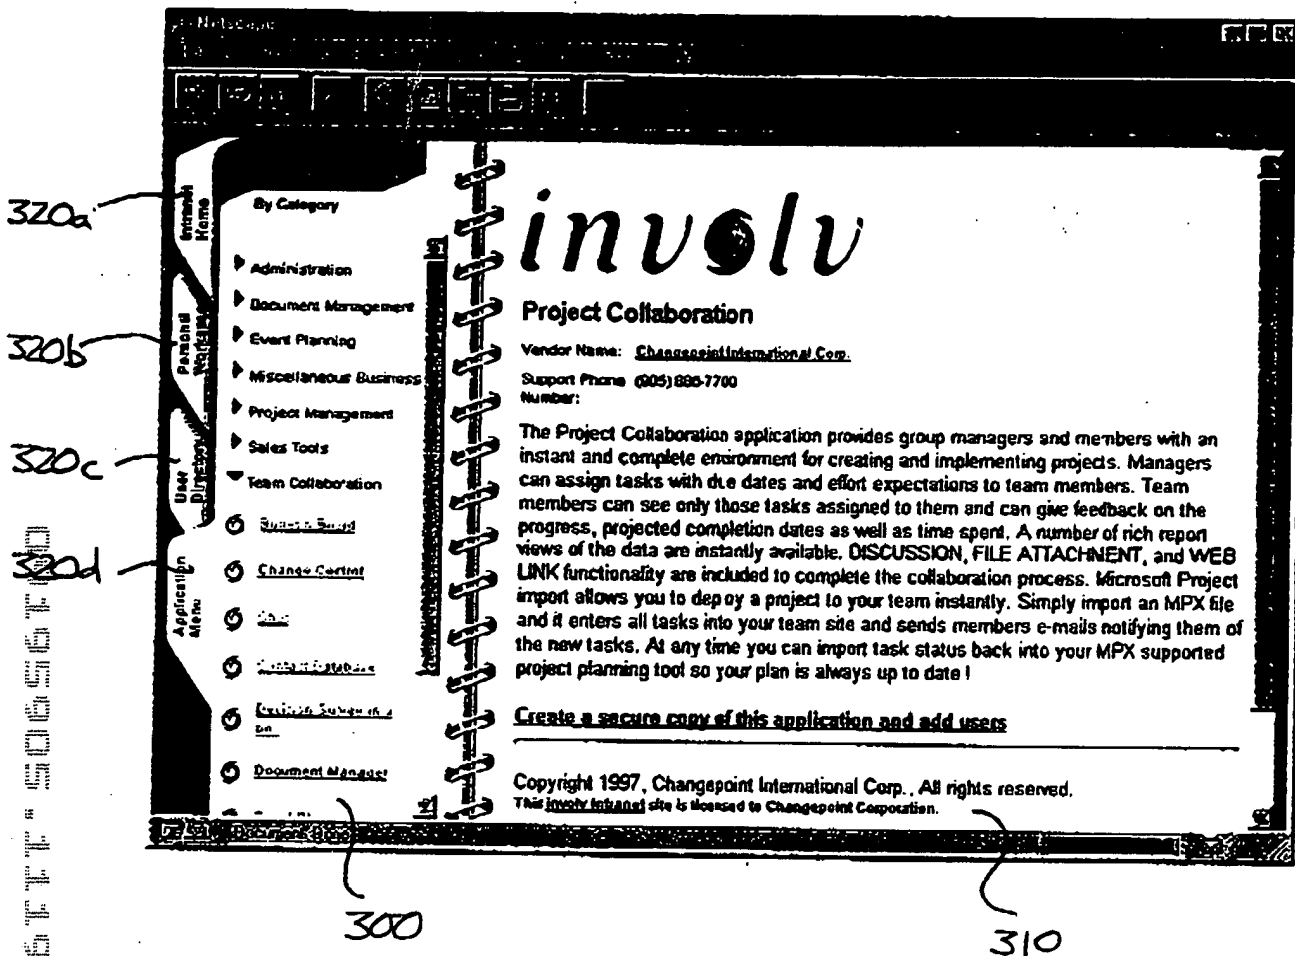 Netscape
320a
Intranet
Home
320b
Personal
320c
User
Directory
320d
Application
Menu
By Category
Administration
Document Management
Event Planning
Miscellaneous Business
Project Management
Sales Tools
Team Collaboration
Change Control
Document Manager
involv
Project Collaboration
Vendor Name: Changepoint International Corp.
Support Phone (905) 886-7700
Number:
The Project Collaboration application provides group managers and members with an
instant and complete environment for creating and implementing projects. Managers
can assign tasks with due dates and effort expectations to team members. Team
members can see only those tasks assigned to them and can give feedback on the
progress, projected completion dates as well as time spent. A number of rich report
views of the data are instantly available. DISCUSSION, FILE ATTACHMENT, and WEB
LINK functionality are included to complete the collaboration process. Microsoft Project
import allows you to deploy a project to your team instantly. Simply import an MPX file
and it enters all tasks into your team site and sends members e-mails notifying them of
the new tasks. At any time you can import task status back into your MPX supported
project planning tool so your plan is always up to date !
Create a secure copy of this application and add users
Copyright 1997, Changepoint International Corp., All rights reserved.
This involv Intranet site is licensed to Changepoint Corporation.
Document: Done
300
310